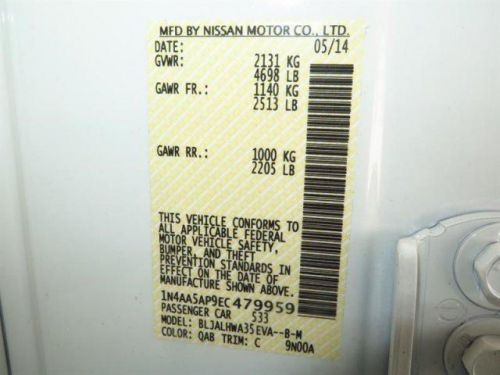 MFD BY NISSAN MOTOR CO., LTD.
DATE: 05/14
GVWR: 2131 KG
4698 LB
GAWR FR.: 1140 KG
2513 LB
GAWR RR.: 1000 KG
2205 LB
THIS VEHICLE CONFORMS TO
ALL APPLICABLE FEDERAL
MOTOR VEHICLE SAFETY,
BUMPER, AND THEFT
PREVENTION STANDARDS IN
EFFECT ON THE DATE OF
MANUFACTURE SHOWN ABOVE.
1N4AA5AP9EC479959
PASSENGER CAR 533
MODEL: BLJALHWA35EVA--B-M
COLOR: QAB TRIM: C 9N00A